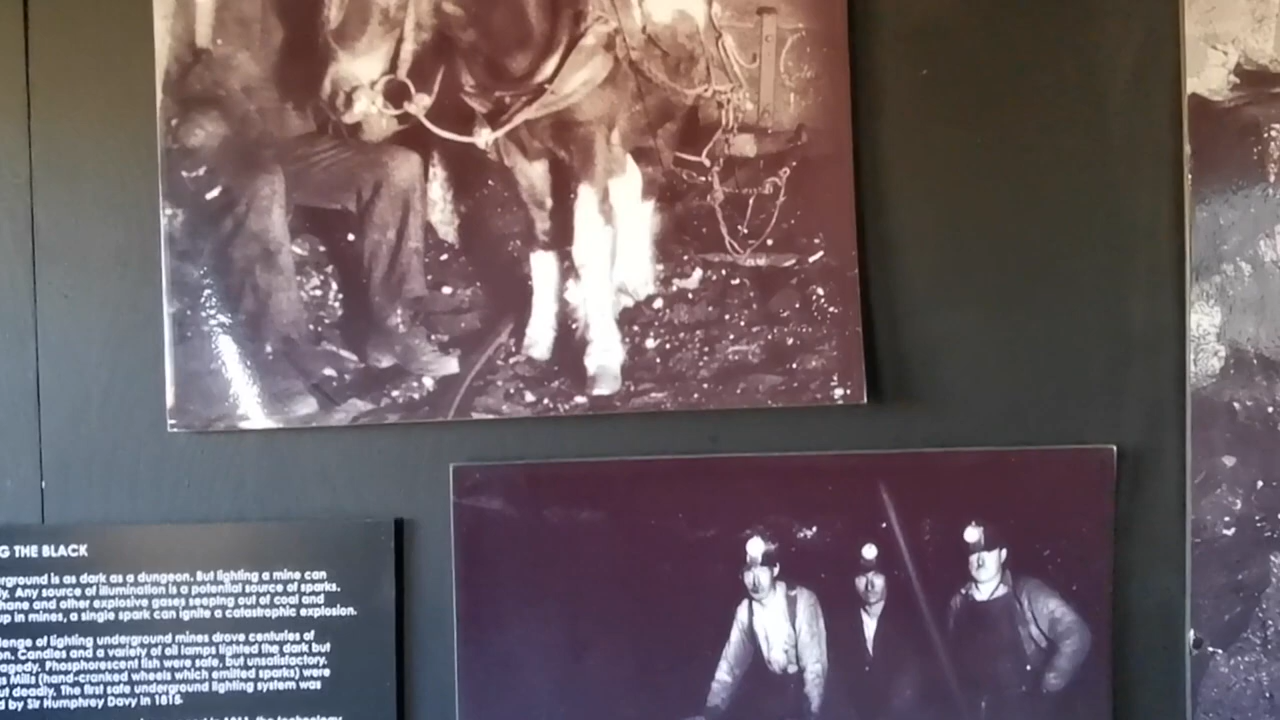 G THE BLACK
rground is as dark as a dungeon. But lighting a mine can
ly. Any source of illumination is a potential source of sparks.
hane and other explosive gases seeping out of coal and
up in mines, a single spark can ignite a catastrophic explosion.
lenge of lighting underground mines drove centuries of
on. Candles and a variety of oil lamps lighted the dark but
agedy. Phosphorescent fish were safe, but unsatisfactory.
s Mills (hand-cranked wheels which emitted sparks) were
ut deadly. The first safe underground lighting system was
d by Sir Humphrey Davy in 1815.
the technology